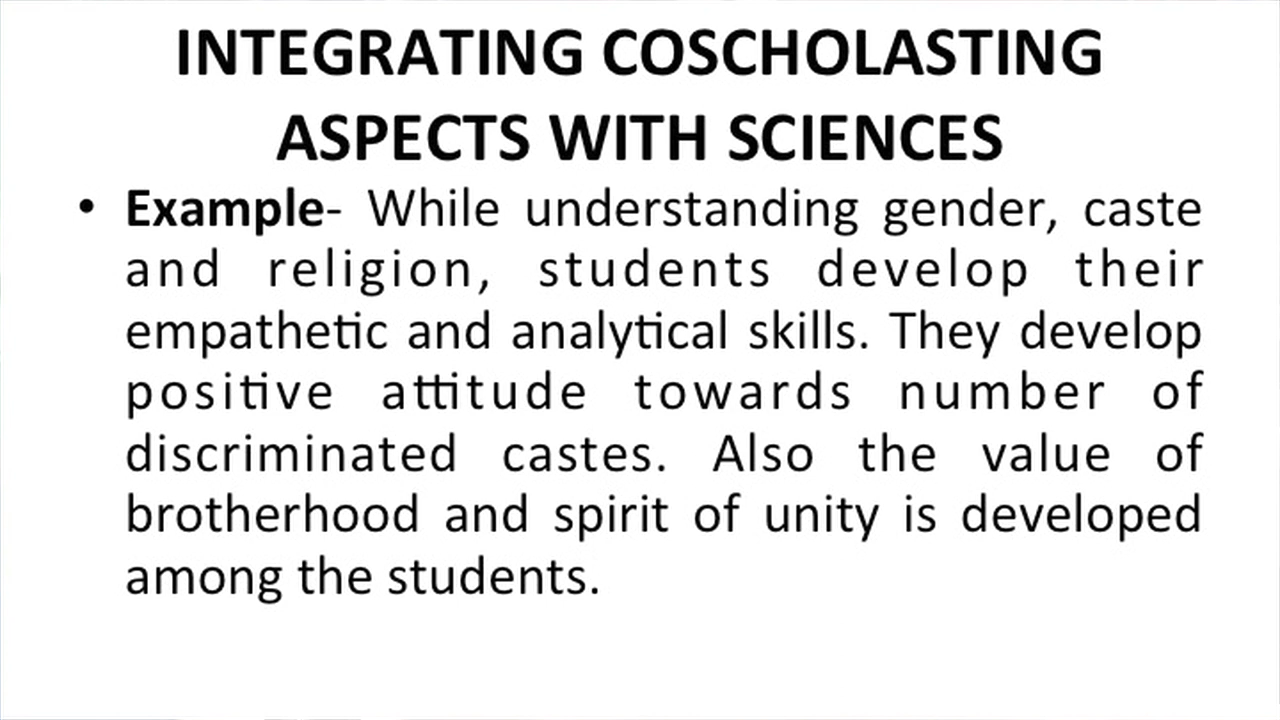 INTEGRATING COSCHOLASTING
ASPECTS WITH SCIENCES
• Example- While understanding gender, caste
and religion, students develop their
empathetic and analytical skills. They develop
positive attitude towards number of
discriminated castes. Also the value of
brotherhood and spirit of unity is developed
among the students.